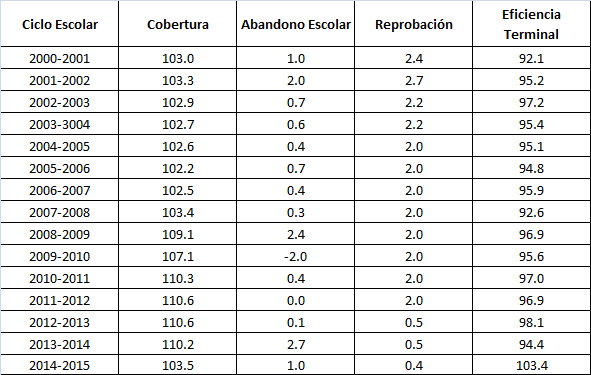 Ciclo Escolar Cobertura Abandono Escolar Reprobación Eficiencia Terminal
2000-2001 103.0 1.0 2.4 92.1
2001-2002 103.3 2.0 2.7 95.2
2002-2003 102.9 0.7 2.2 97.2
2003-3004 102.7 0.6 2.2 95.4
2004-2005 102.6 0.4 2.0 95.1
2005-2006 102.2 0.7 2.0 94.8
2006-2007 102.5 0.4 2.0 95.9
2007-2008 103.4 0.3 2.0 92.6
2008-2009 109.1 2.4 2.0 96.9
2009-2010 107.1 -2.0 2.0 95.6
2010-2011 110.3 0.4 2.0 97.0
2011-2012 110.6 0.0 2.0 96.9
2012-2013 110.6 0.1 0.5 98.1
2013-2014 110.2 2.7 0.5 94.4
2014-2015 103.5 1.0 0.4 103.4